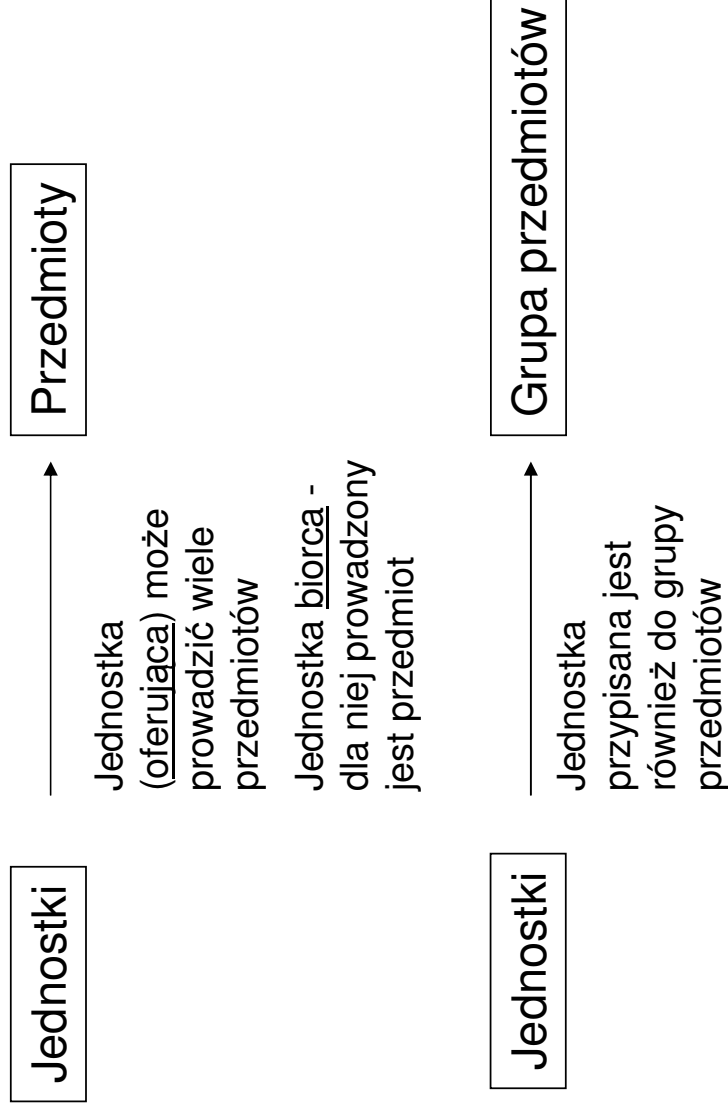 Jednostki
Przedmioty
Jednostka
(oferująca) może
prowadzić wiele
przedmiotów
Jednostka biorca -
dla niej prowadzony
jest przedmiot
Jednostki
Grupa przedmiotów
Jednostka
przypisana jest
również do grupy
przedmiotów